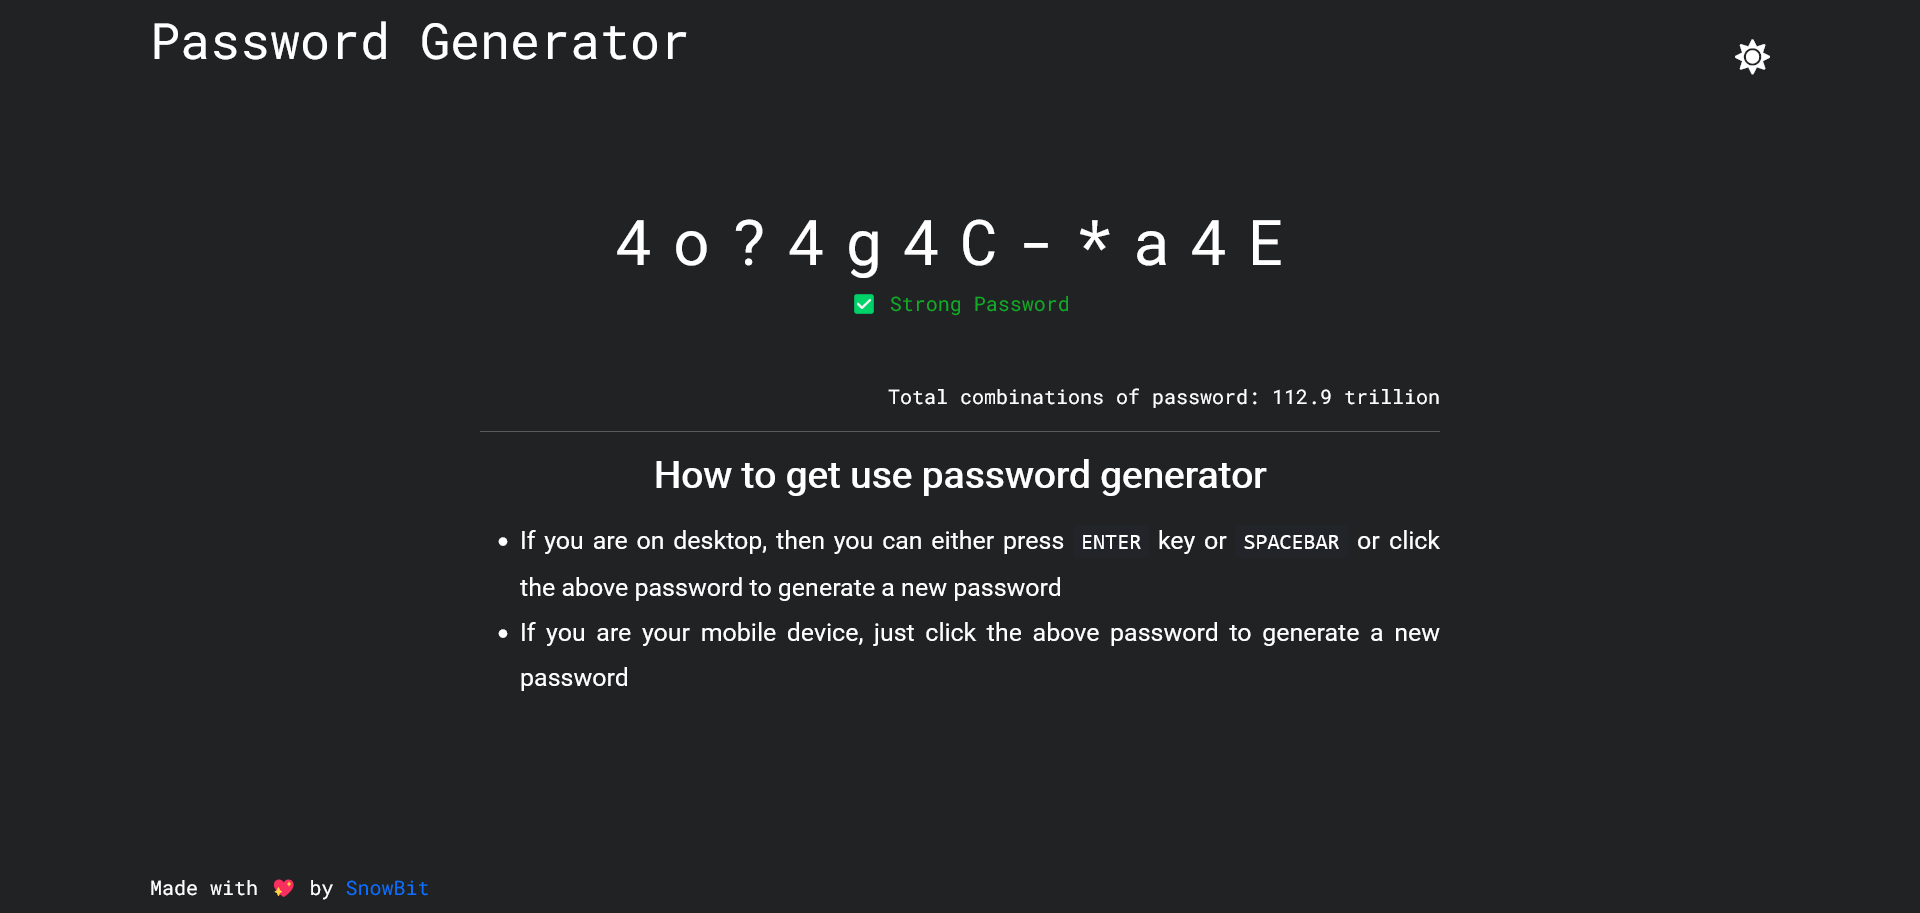 Password Generator
4o?4g4C-*a4E
Strong Password
Total combinations of password: 112.9 trillion
How to get use password generator
If you are on desktop, then you can either press ENTER key or SPACEBAR or click
the above password to generate a new password
If you are your mobile device, just click the above password to generate a new
password
Made with 💖 by SnowBit